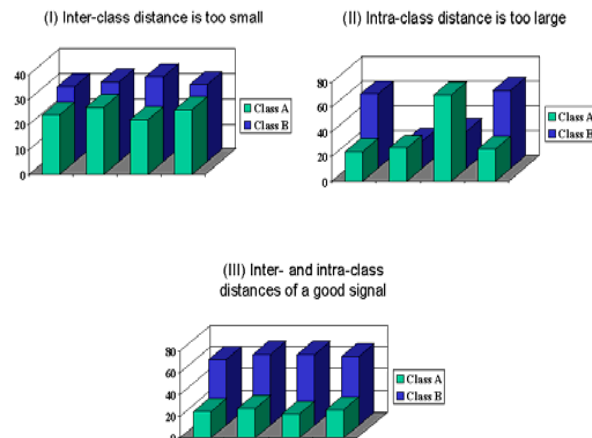 (I) Inter-class distance is too small
40
30
20
10
0
Class A
Class B
(II) Intra-class distance is too large
80
60
40
20
0
Class A
Class B
(III) Inter- and intra-class
distances of a good signal
80
60
40
20
0
Class A
Class B